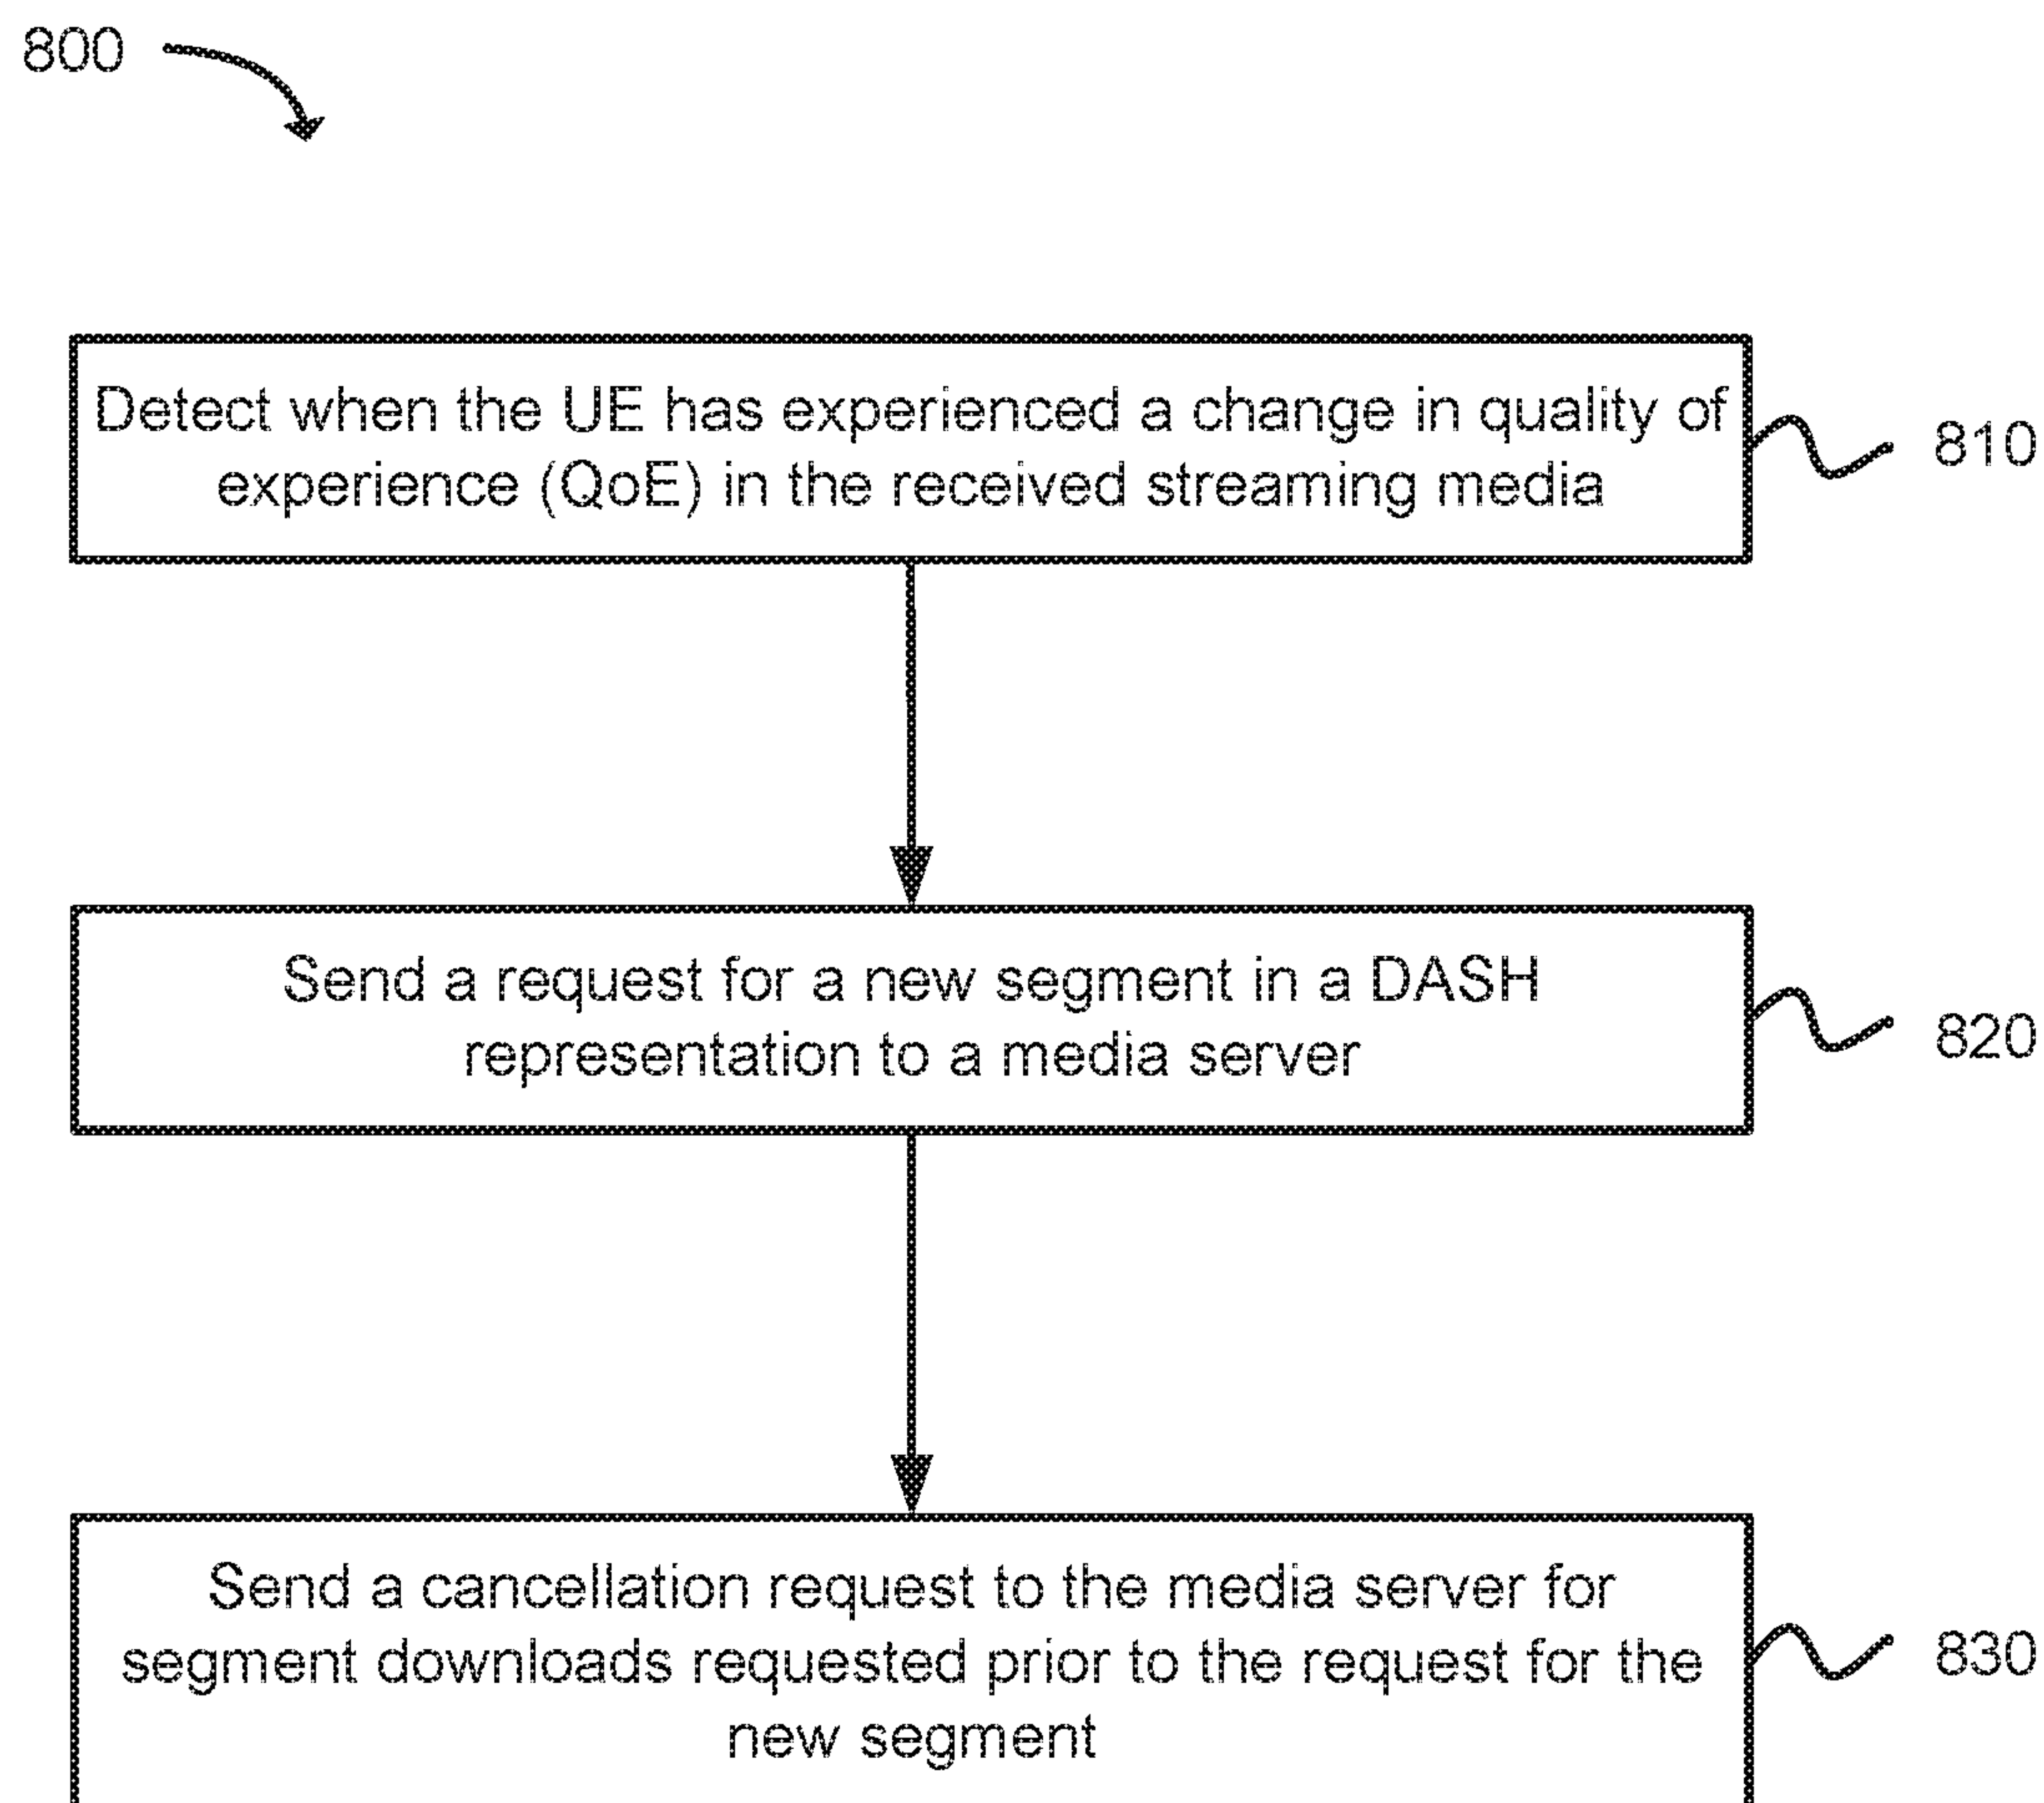 800
Detect when the UE has experienced a change in quality of
experience (QoE) in the received streaming media
810
Send a request for a new segment in a DASH
representation to a media server
820
Send a cancellation request to the media server for
segment downloads requested prior to the request for the
new segment
830